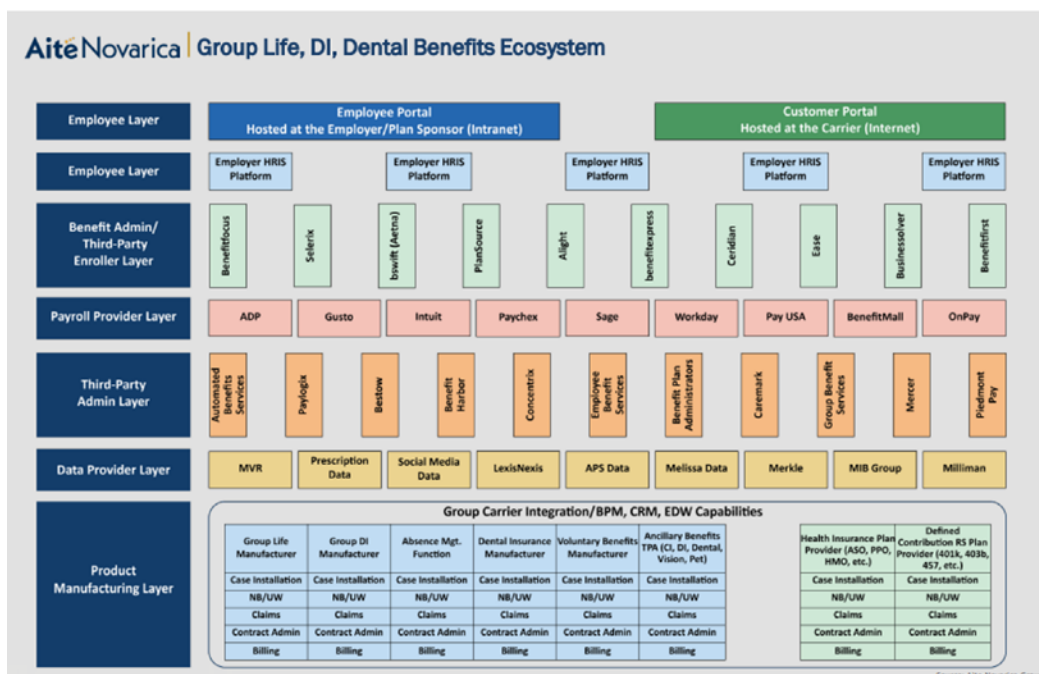 Aite Novarica | Group Life, DI, Dental Benefits Ecosystem
Employee Layer
Employee Portal
Hosted at the Employer/Plan Sponsor (Intranet)
Customer Portal
Hosted at the Carrier (Internet)
Employee Layer
Employer HRIS
Platform
Employer HRIS
Platform
Employer HRIS
Platform
Employer HRIS
Platform
Employer HRIS
Platform
Benefit Admin/
Third-Party
Enroller Layer
Benefitfocus
Selerix
bswift (Aetna)
PlanSource
Alight
benefitexpress
Ceridian
Ease
Businessolver
Benefitfirst
Payroll Provider Layer
ADP
Gusto
Intuit
Paychex
Sage
Workday
Pay USA
BenefitMall
OnPay
Third-Party
Admin Layer
Automated
Benefits
Services
Paylogix
Bestow
Benefit
Harbor
Concentrix
Employee
Benefit
Services
Benefit Plan
Administrators
Caremark
Group Benefit
Services
Mercer
Piedmont
Pay
Data Provider Layer
MVR
Prescription
Data
Social Media
Data
LexisNexis
APS Data
Melissa Data
Merkle
MIB Group
Milliman
Product
Manufacturing Layer
Group Carrier Integration/BPM, CRM, EDW Capabilities
Group Life
Manufacturer
Group DI
Manufacturer
Absence Mgt.
Function
Dental Insurance
Manufacturer
Voluntary Benefits
Manufacturer
Ancillary Benefits
TPA (CI, DI, Dental,
Vision, Pet)
Health Insurance Plan
Provider (ASO, PPO,
HMO, etc.)
Defined
Contribution RS Plan
Provider (401k, 403b,
457, etc.)
Case Installation Case Installation Case Installation Case Installation Case Installation Case Installation Case Installation Case Installation
NB/UW NB/UW NB/UW NB/UW NB/UW NB/UW NB/UW NB/UW
Claims Claims Claims Claims Claims Claims Claims Claims
Contract Admin Contract Admin Contract Admin Contract Admin Contract Admin Contract Admin Contract Admin Contract Admin
Billing Billing Billing Billing Billing Billing Billing Billing